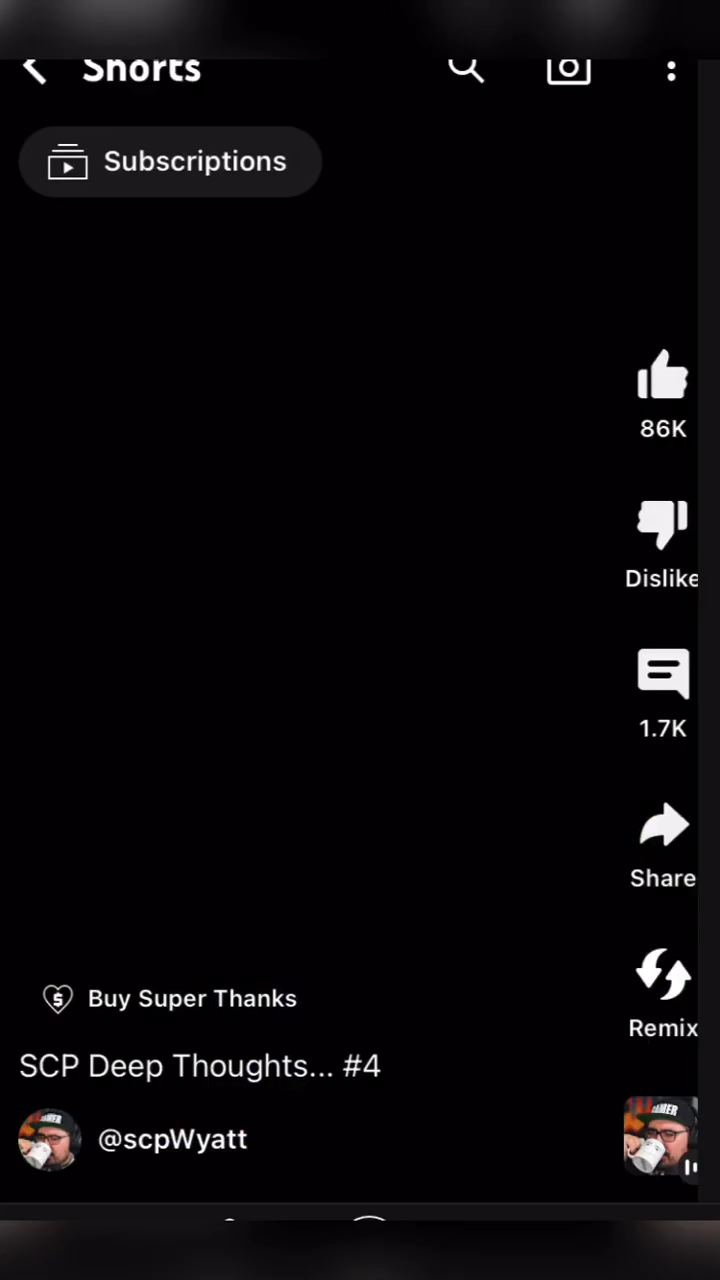 Shorts
Subscriptions
86K
Dislike
1.7K
Share
Buy Super Thanks
Remix
SCP Deep Thoughts... #4
@scpWyatt